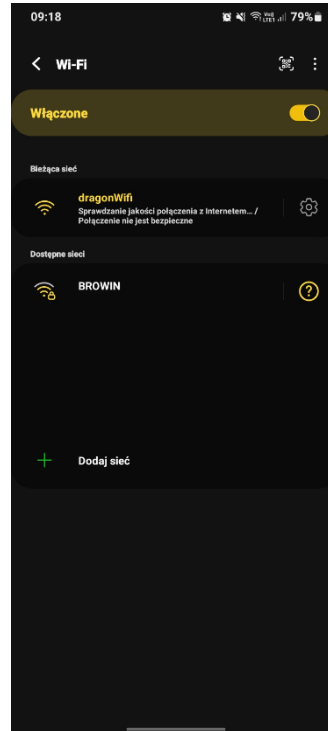 09:18 79%
Wi-Fi
Włączone
Bieżąca sieć
dragonWifi
Sprawdzanie jakości połączenia z Internetem... /
Połączenie nie jest bezpieczne
Dostępne sieci
BROWIN
Dodaj sieć